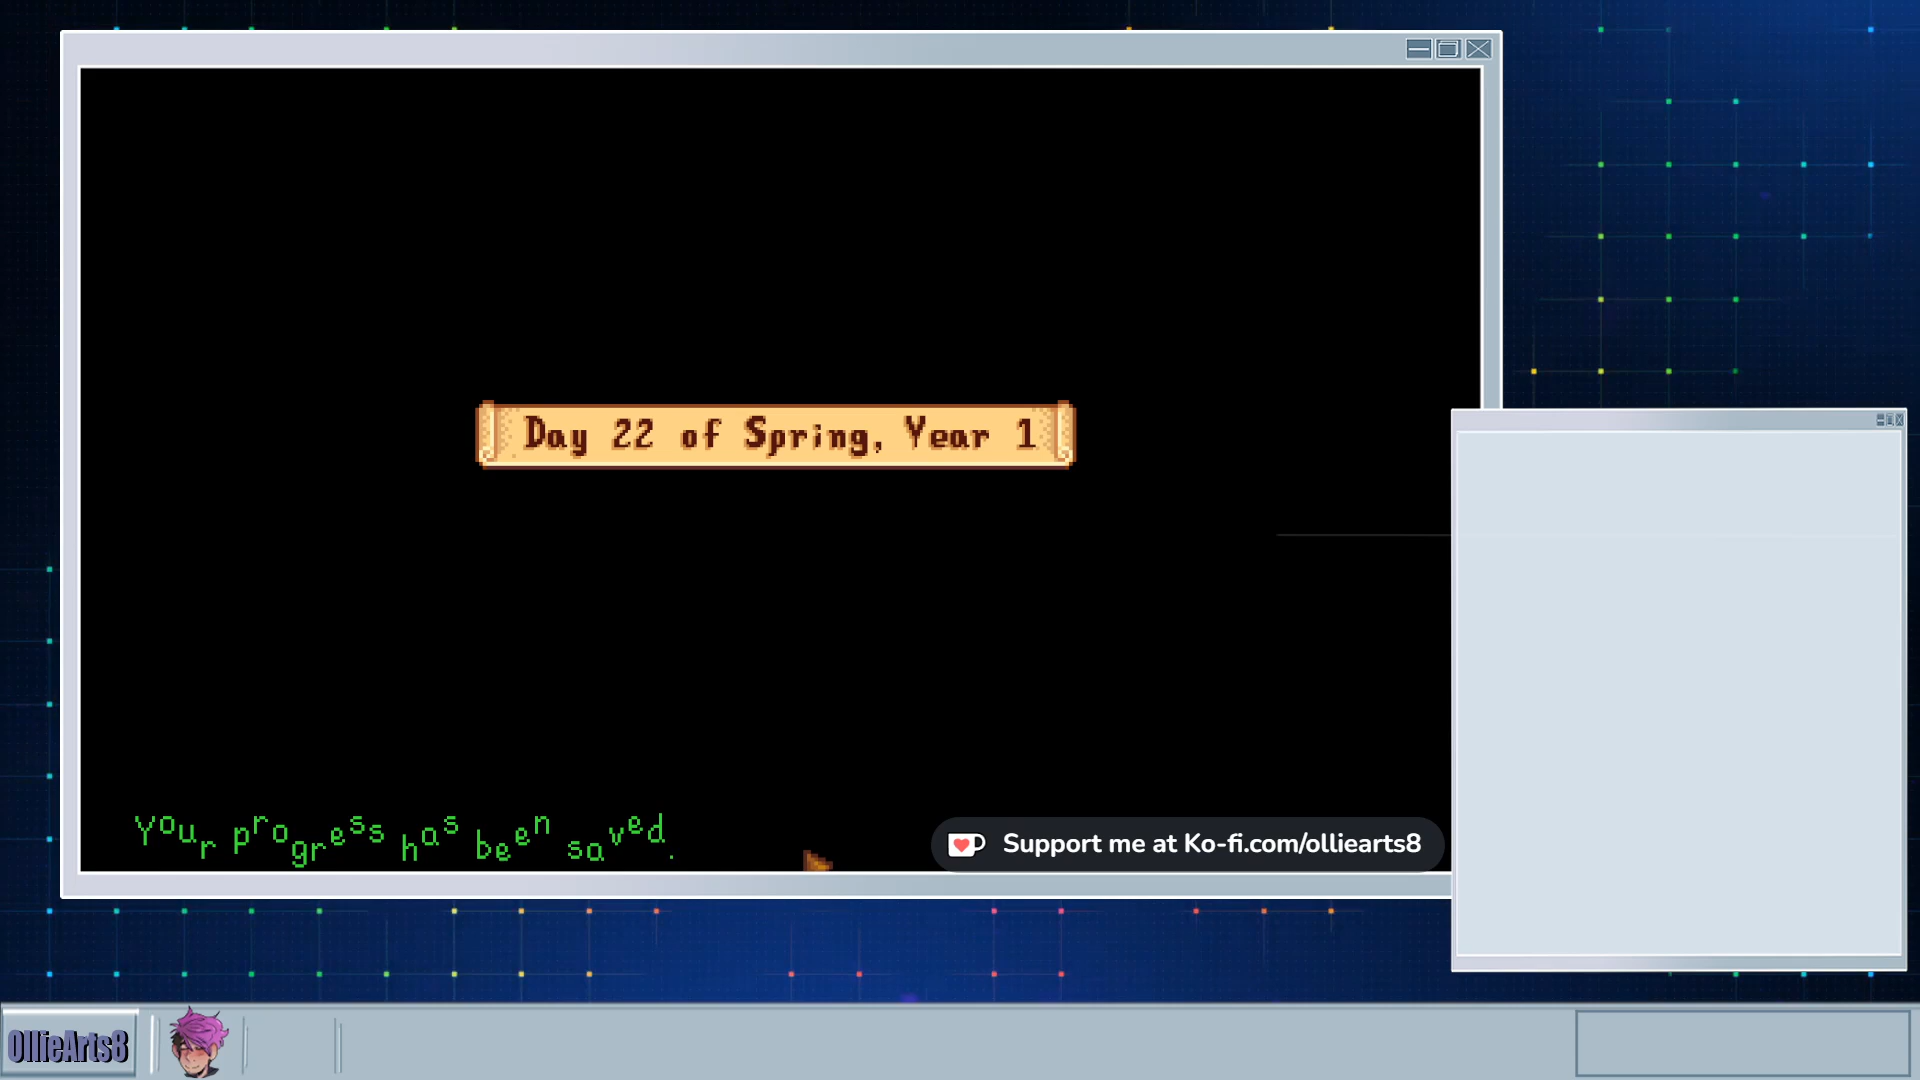 Day 22 of Spring, Year 1
Your progress has been saved.
Support me at Ko-fi.com/olliearts8
OllieArts8